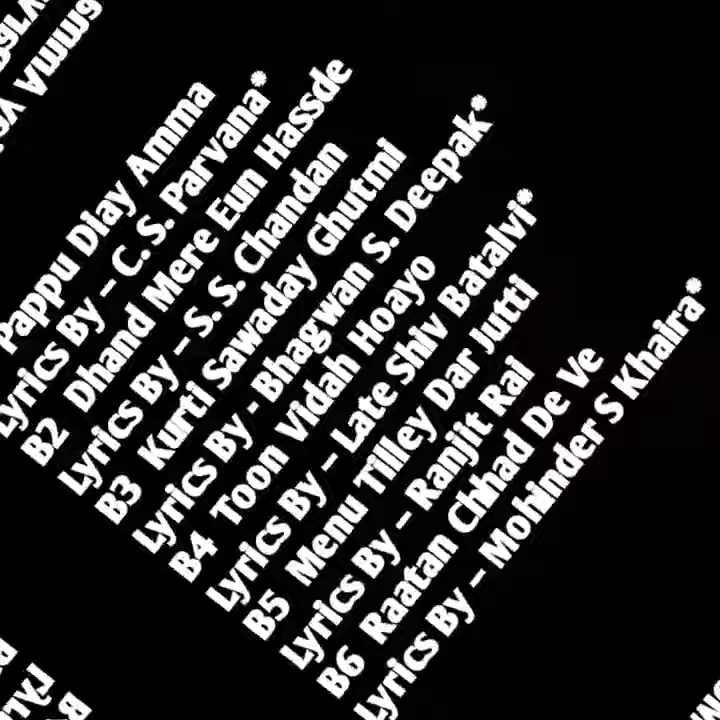 Pappu Diay Amma
Lyrics By – C. S. Parvana*
B2 Dhand Mere Eun Hassde
Lyrics By – S. S. Chandan
B3 Kurti Sawaday Ghutmi
Lyrics By - Bhagwan S. Deepak*
B4 Toon Vidah Hoayo
Lyrics By – Late Shiv Batalvi*
B5 Menu Tilley Dar Jutti
Lyrics By – Ranjit Rai
B6 Raatan Chhad De Ve
Lyrics By – Mohinder S Khaira*